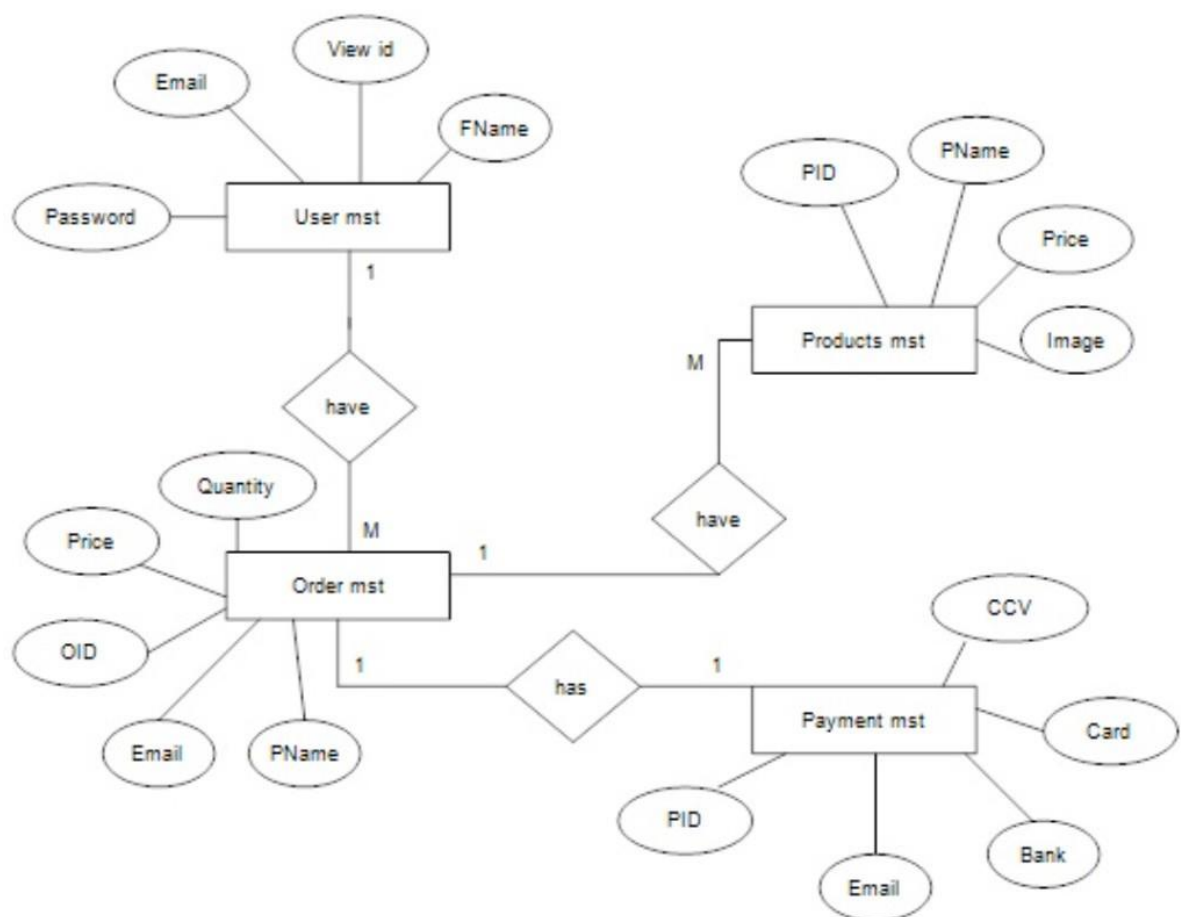 View id
Email
FName
Password
User mst
1
PID
PName
Price
Image
Products mst
M
have
Quantity
Price
M
OID
Order mst
1
have
Email
PName
1
has
1
CCV
Payment mst
Card
PID
Email
Bank